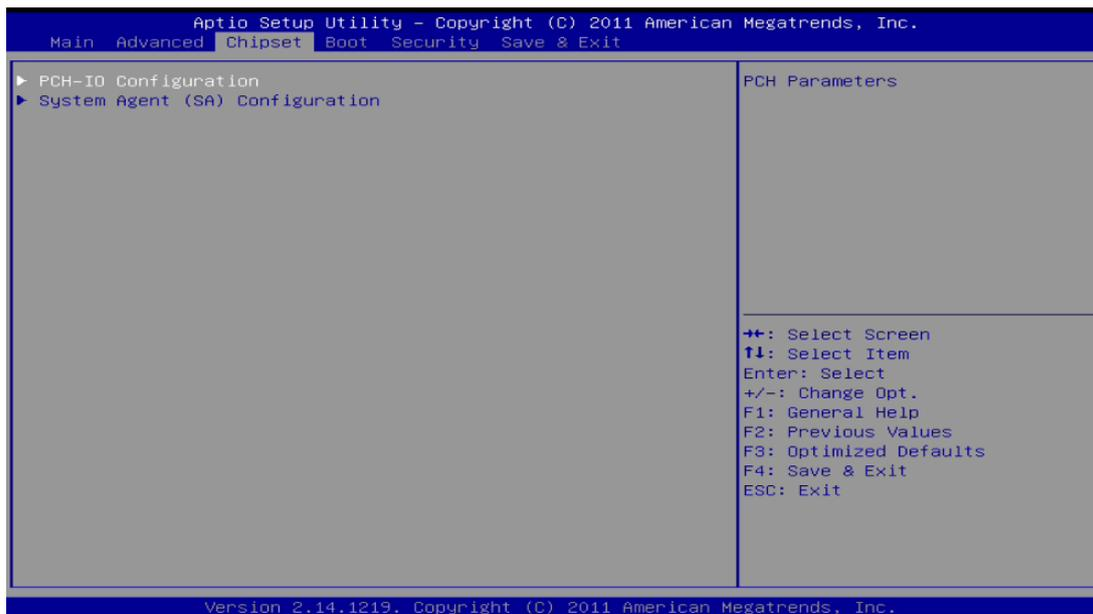 Aptio Setup Utility – Copyright (C) 2011 American Megatrends, Inc.
Main Advanced Chipset Boot Security Save & Exit
► PCH-IO Configuration
► System Agent (SA) Configuration
PCH Parameters
→←: Select Screen
↑↓: Select Item
Enter: Select
+/-: Change Opt.
F1: General Help
F2: Previous Values
F3: Optimized Defaults
F4: Save & Exit
ESC: Exit
Version 2.14.1219. Copyright (C) 2011 American Megatrends, Inc.